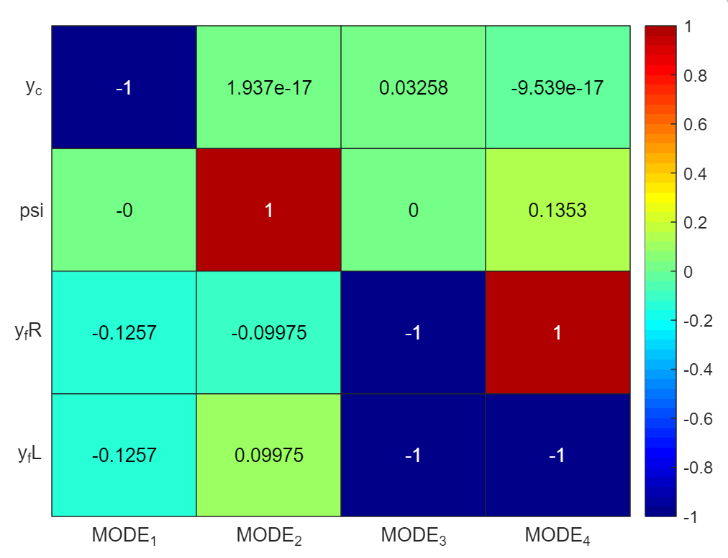 y_c -1 1.937e-17 0.03258 -9.539e-17
psi -0 1 0 0.1353
y_fR -0.1257 -0.09975 -1 1
y_fL -0.1257 0.09975 -1 -1
MODE_1 MODE_2 MODE_3 MODE_4
1
0.8
0.6
0.4
0.2
0
-0.2
-0.4
-0.6
-0.8
-1